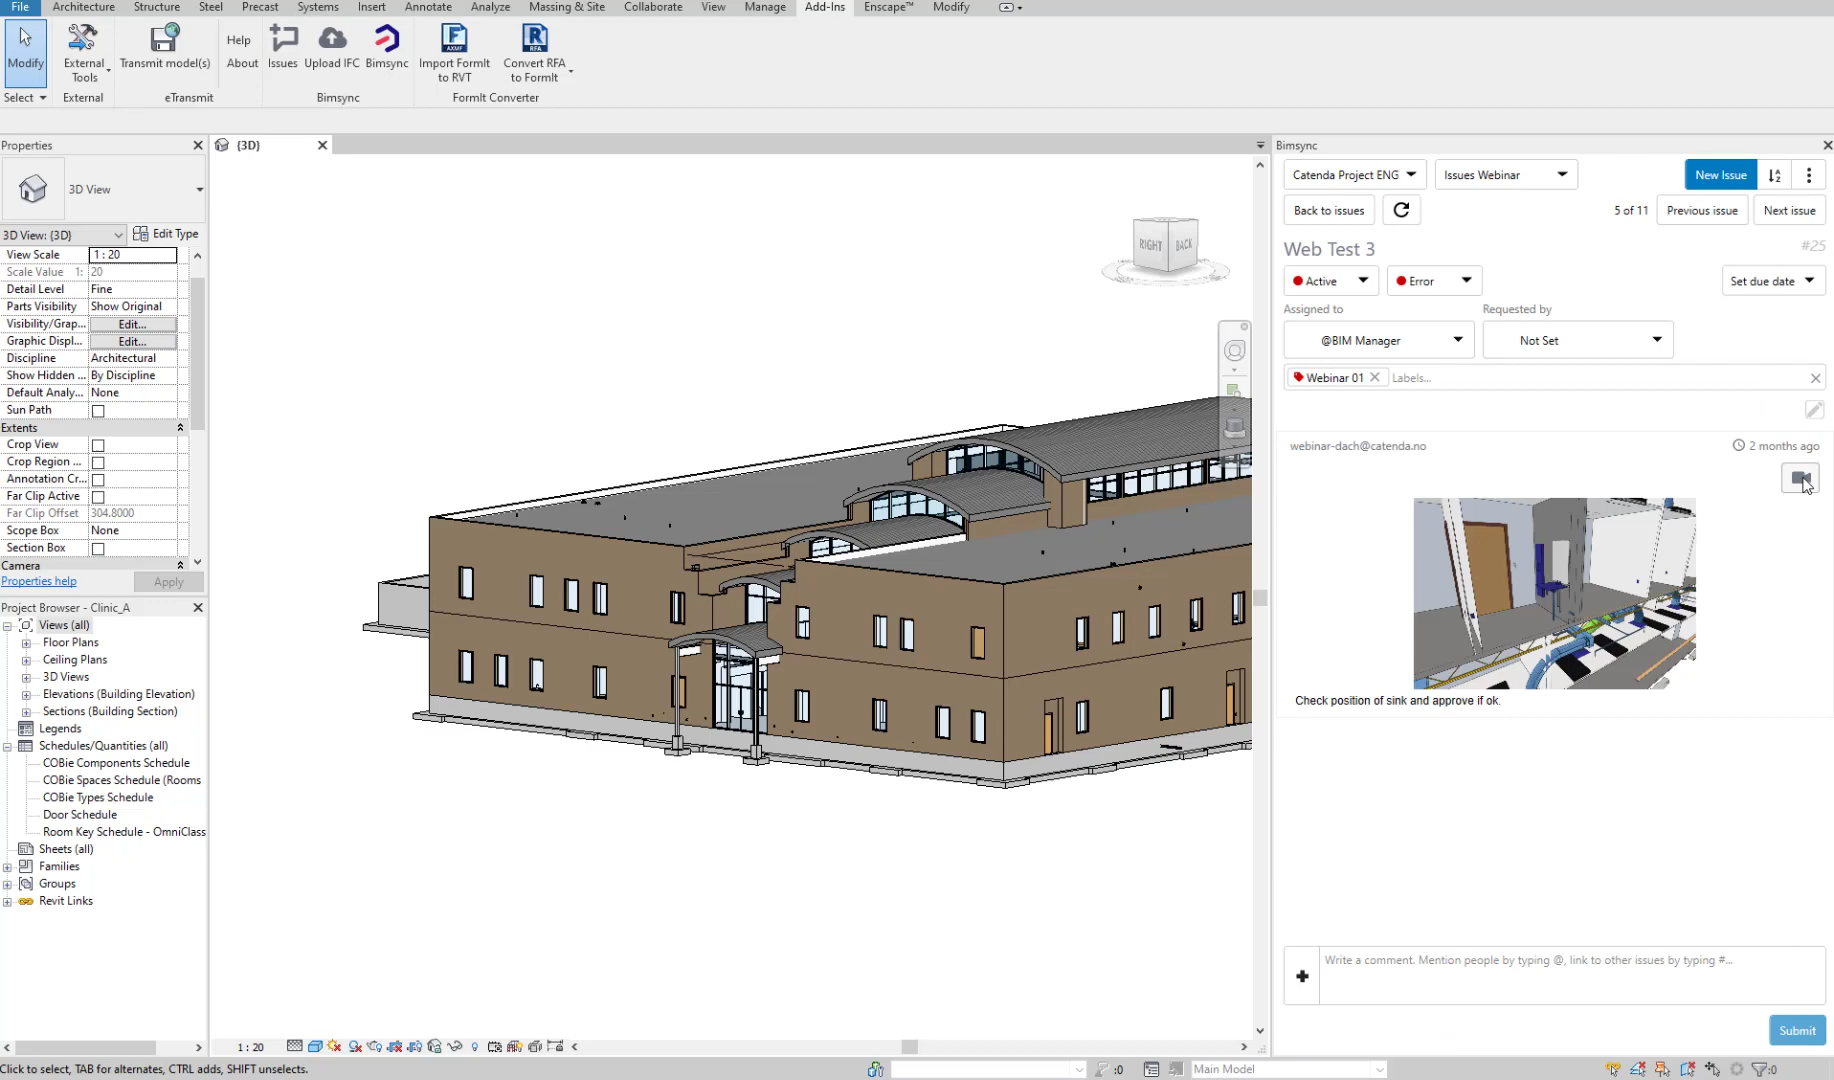 File Architecture Structure Steel Precast Systems Insert Annotate Analyze Massing & Site Collaborate View Manage Add-Ins Enscape™ Modify
Modify
External
Tools
Transmit model(s)
Help
About
Issues
Upload IFC
Bimsync
AXMF
Import FormIt
to RVT
RFA
Convert RFA
to FormIt
Select
External
eTransmit
Bimsync
FormIt Converter
Properties
3D View
3D View: {3D}
Edit Type
View Scale 1 : 20
Scale Value 1: 20
Detail Level Fine
Parts Visibility Show Original
Visibility/Grap... Edit...
Graphic Displ... Edit...
Discipline Architectural
Show Hidden ... By Discipline
Default Analy... None
Sun Path
Extents
Crop View
Crop Region ...
Annotation Cr...
Far Clip Active
Far Clip Offset 304.8000
Scope Box None
Section Box
Camera
Properties help
Apply
Project Browser - Clinic_A
Views (all)
Floor Plans
Ceiling Plans
3D Views
Elevations (Building Elevation)
Sections (Building Section)
Legends
Schedules/Quantities (all)
COBie Components Schedule
COBie Spaces Schedule (Rooms
COBie Types Schedule
Door Schedule
Room Key Schedule - OmniClass
Sheets (all)
Families
Groups
Revit Links
{3D}
RIGHT
BACK
1 : 20
Bimsync
Catenda Project ENG
Issues Webinar
New Issue
Back to issues
5 of 11
Previous issue
Next issue
Web Test 3
#25
Active
Error
Set due date
Assigned to
Requested by
@BIM Manager
Not Set
Webinar 01
Labels...
webinar-dach@catenda.no
2 months ago
Check position of sink and approve if ok.
Write a comment. Mention people by typing @, link to other issues by typing #...
Submit
Click to select, TAB for alternates, CTRL adds, SHIFT unselects.
:0
Main Model
:0